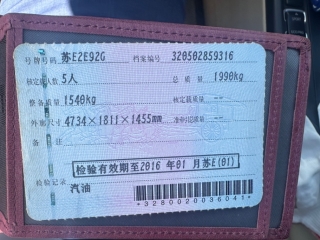 号牌号码 苏E2E92G 档案编号 320502859316
核定载人数 5人 总质量 1990kg
整备质量 1540kg 核定载质量 --
外廓尺寸 4734×1811×1455mm 准牵引总质量 --
备注
检验有效期至2016年01月苏E(01)
检验记录 汽油
*3280020036041*